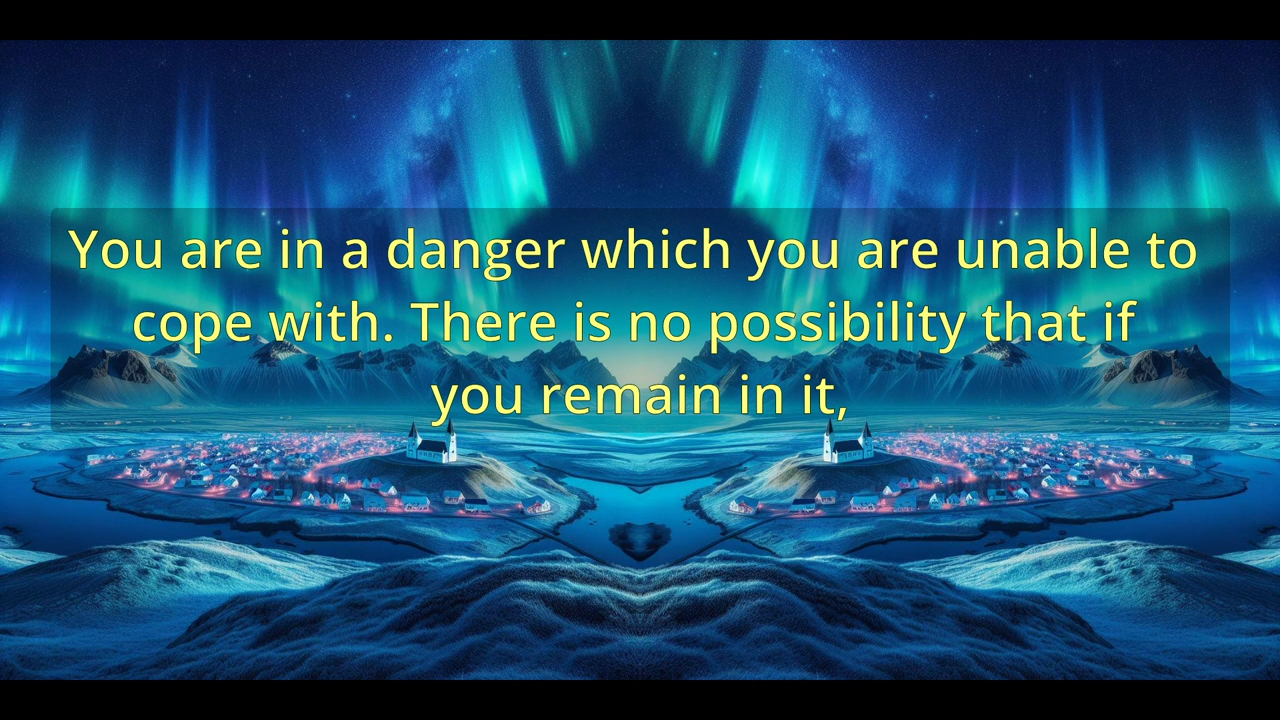 You are in a danger which you are unable to
cope with. There is no possibility that if
you remain in it,